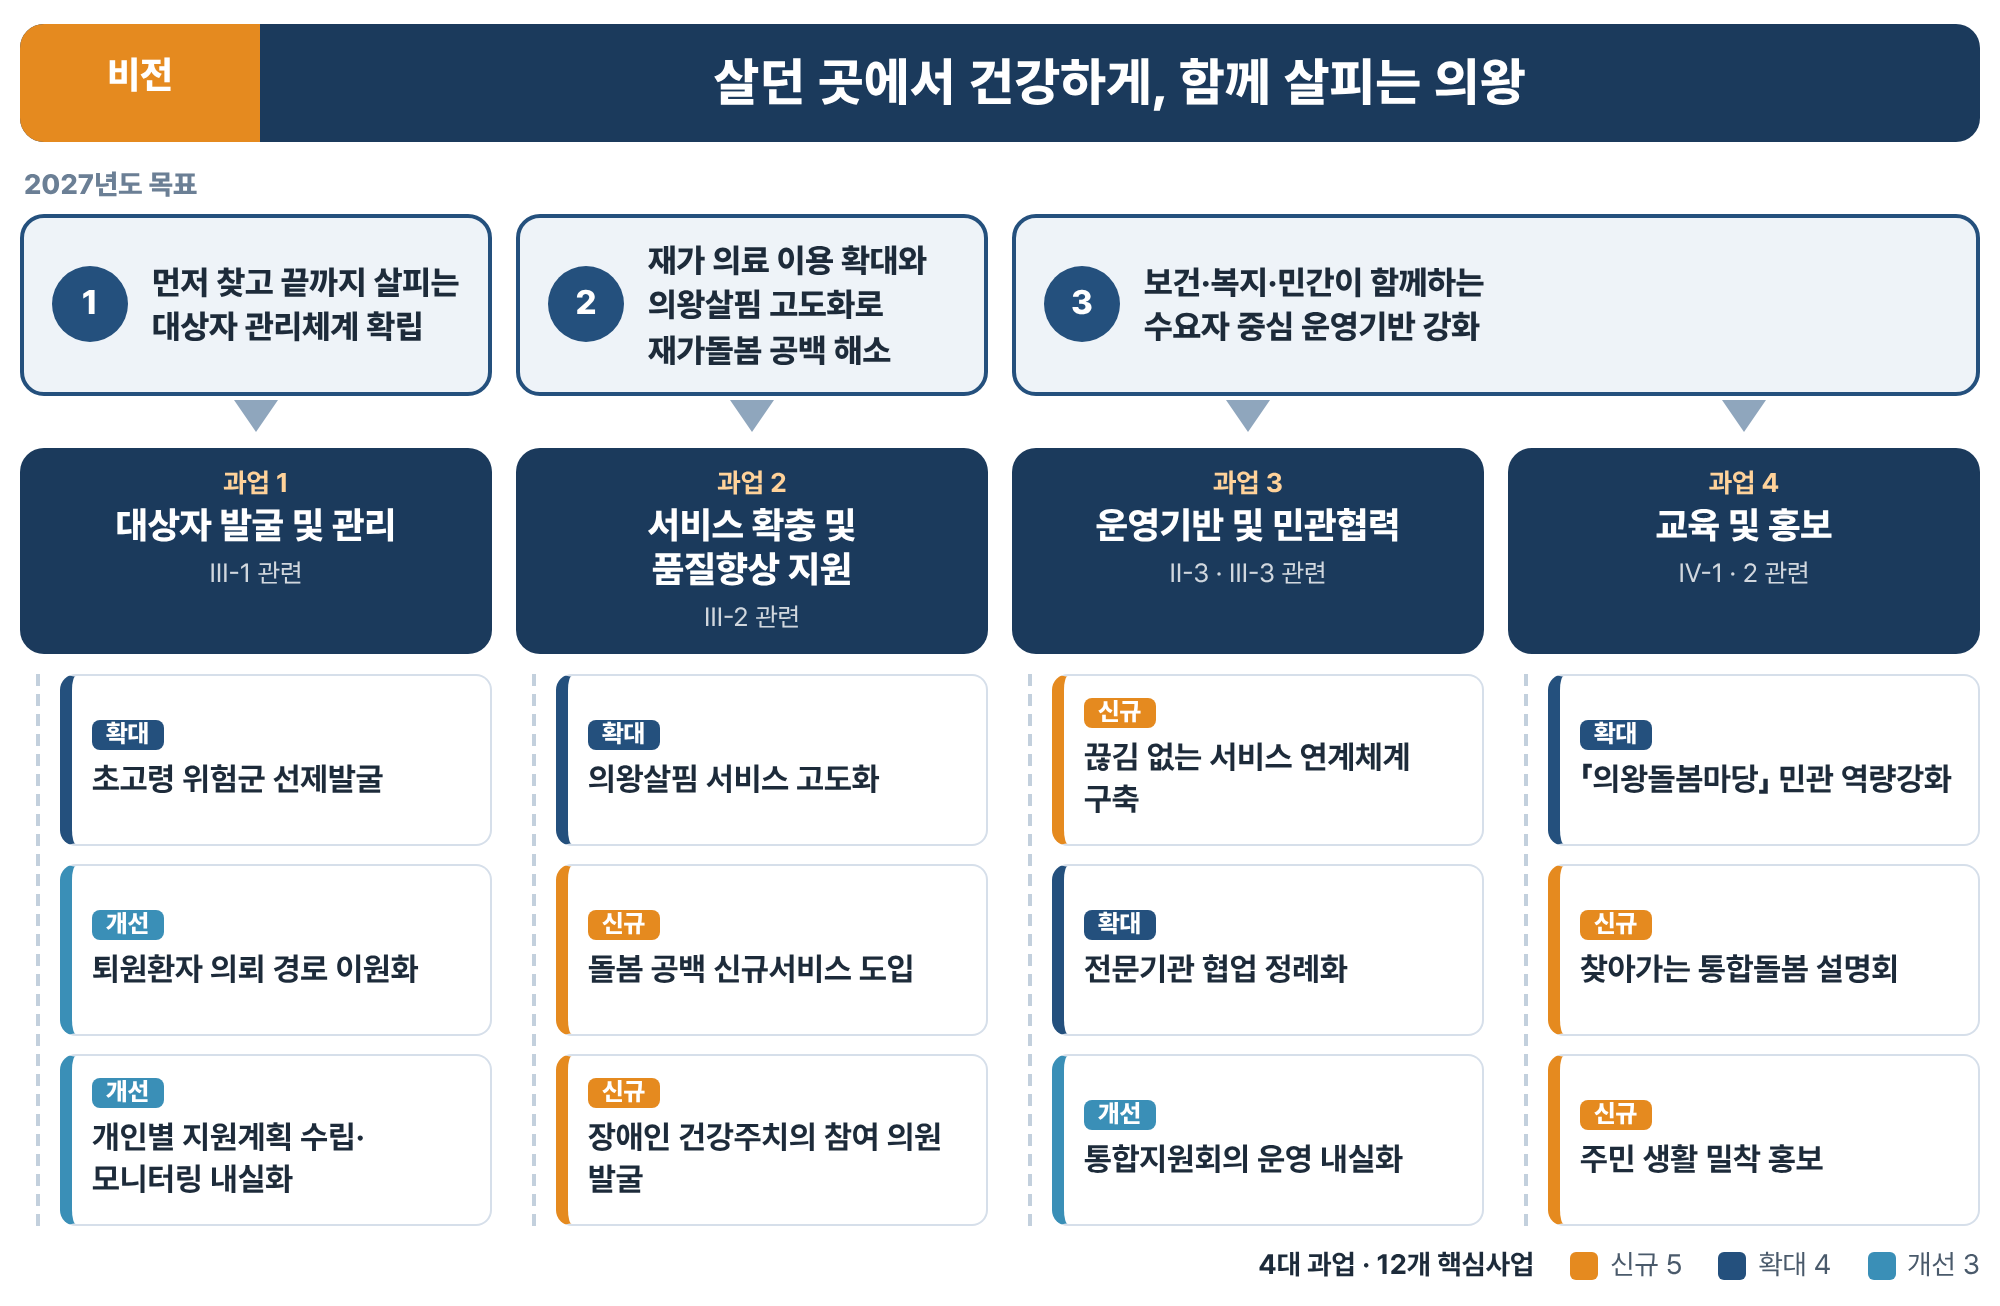 비전
살던 곳에서 건강하게, 함께 살피는 의왕
2027년도 목표
1
먼저 찾고 끝까지 살피는
대상자 관리체계 확립
2
재가 의료 이용 확대와
의왕살핌 고도화로
재가돌봄 공백 해소
3
보건·복지·민간이 함께하는
수요자 중심 운영기반 강화
과업 1
대상자 발굴 및 관리
III-1 관련
과업 2
서비스 확충 및
품질향상 지원
III-2 관련
과업 3
운영기반 및 민관협력
II-3 · III-3 관련
과업 4
교육 및 홍보
IV-1 · 2 관련
확대
초고령 위험군 선제발굴
개선
퇴원환자 의뢰 경로 이원화
개선
개인별 지원계획 수립·
모니터링 내실화
확대
의왕살핌 서비스 고도화
신규
돌봄 공백 신규서비스 도입
신규
장애인 건강주치의 참여 의원
발굴
신규
끊김 없는 서비스 연계체계
구축
확대
전문기관 협업 정례화
개선
통합지원회의 운영 내실화
확대
「의왕돌봄마당」 민관 역량강화
신규
찾아가는 통합돌봄 설명회
신규
주민 생활 밀착 홍보
4대 과업 · 12개 핵심사업
신규 5
확대 4
개선 3